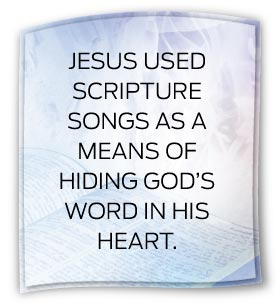 JESUS USED
SCRIPTURE
SONGS AS A
MEANS OF
HIDING GOD'S
WORD IN HIS
HEART.